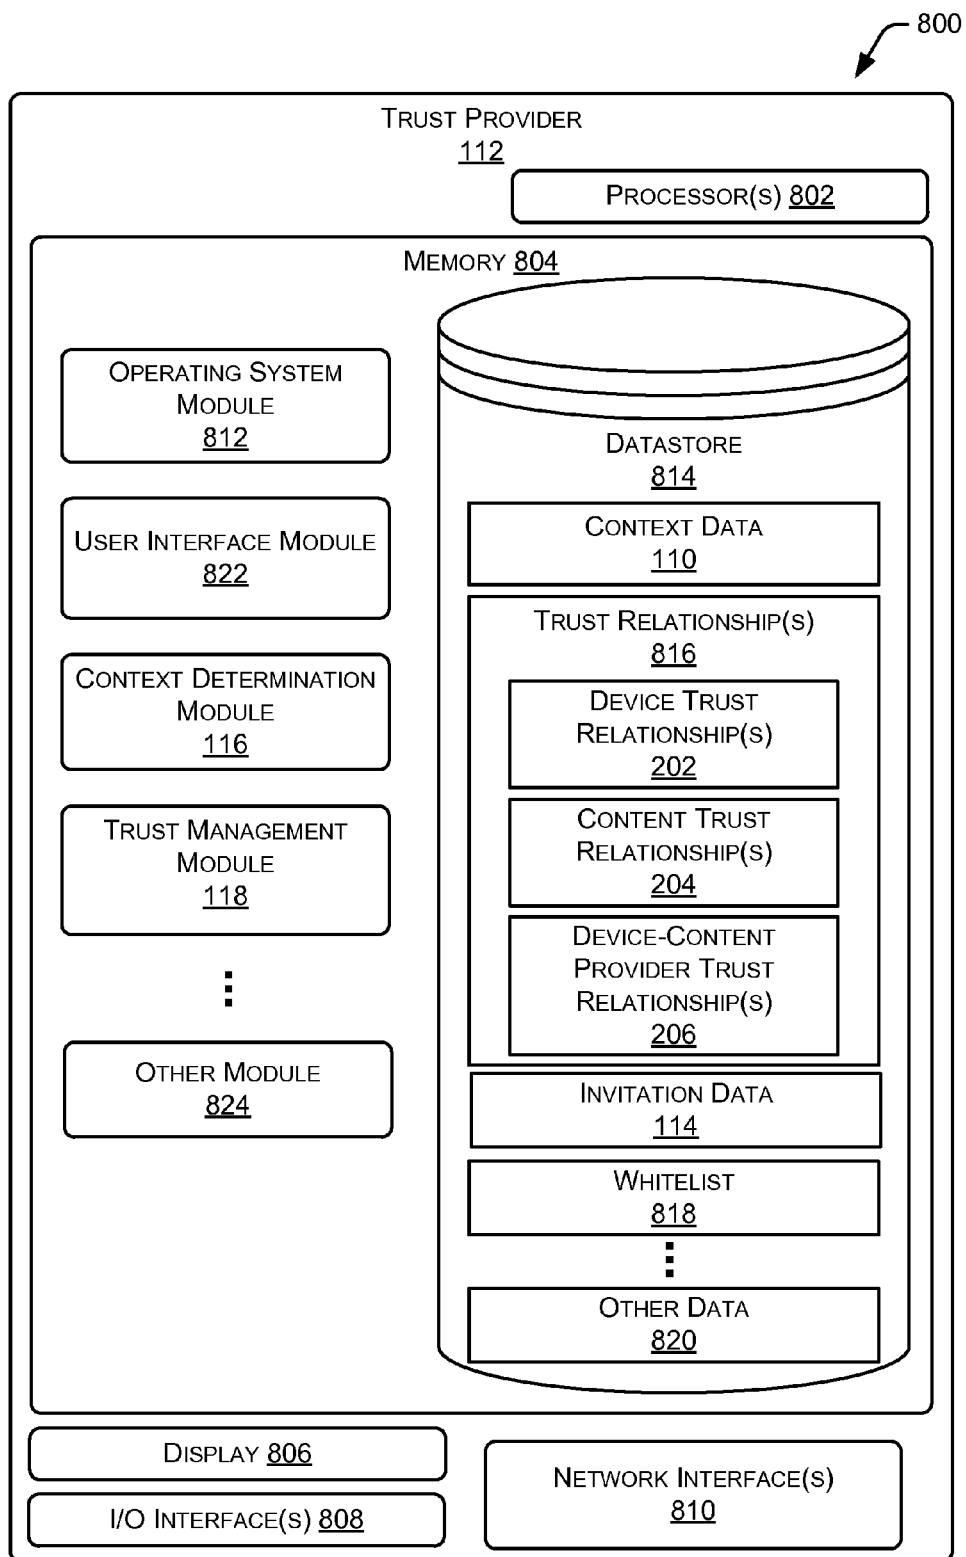 800
TRUST PROVIDER
112
PROCESSOR(S) 802
MEMORY 804
OPERATING SYSTEM
MODULE
812
USER INTERFACE MODULE
822
CONTEXT DETERMINATION
MODULE
116
TRUST MANAGEMENT
MODULE
118
⋮
OTHER MODULE
824
DATASTORE
814
CONTEXT DATA
110
TRUST RELATIONSHIP(S)
816
DEVICE TRUST
RELATIONSHIP(S)
202
CONTENT TRUST
RELATIONSHIP(S)
204
DEVICE-CONTENT
PROVIDER TRUST
RELATIONSHIP(S)
206
INVITATION DATA
114
WHITELIST
818
⋮
OTHER DATA
820
DISPLAY 806
I/O INTERFACE(S) 808
NETWORK INTERFACE(S)
810